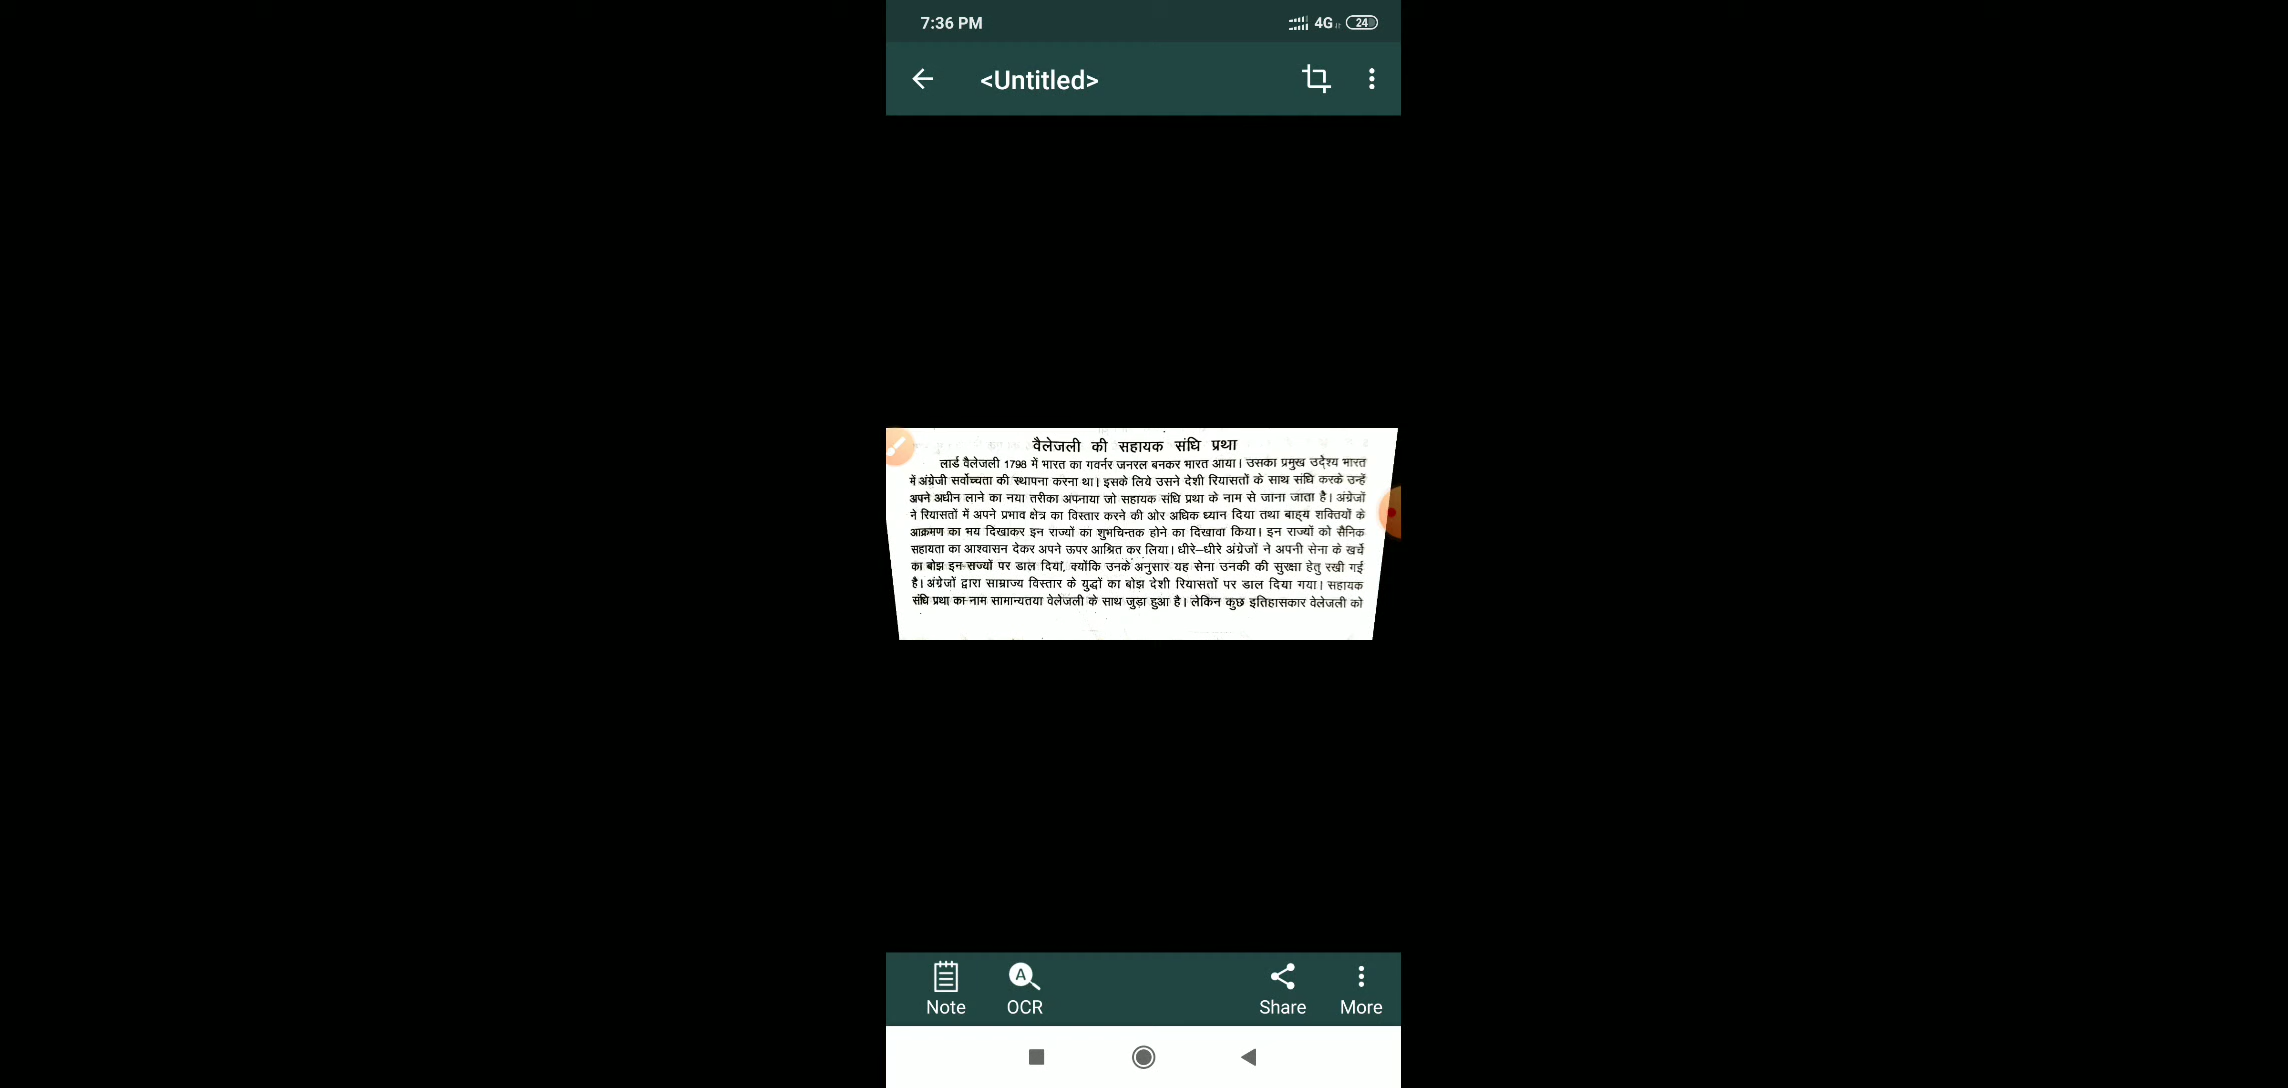 7:36 PM
4G
24
<Untitled>
वैलेजली की सहायक संधि प्रथा
लार्ड वैलेजली 1798 में भारत का गवर्नर जनरल बनकर भारत आया। उसका प्रमुख उद्देश्य भारत
में अंग्रेजी सर्वोच्चता की स्थापना करना था। इसके लिये उसने देशी रियासतों के साथ संधि करके उन्हें
अपने अधीन लाने का नया तरीका अपनाया जो सहायक संधि प्रथा के नाम से जाना जाता है। अंग्रेजों
ने रियासतों में अपने प्रभाव क्षेत्र का विस्तार करने की ओर अधिक ध्यान दिया तथा बाह्य शक्तियों के
आक्रमण का भय दिखाकर इन राज्यों का शुभचिन्तक होने का दिखावा किया। इन राज्यों को सैनिक
सहायता का आश्वासन देकर अपने ऊपर आश्रित कर लिया। धीरे–धीरे अंग्रेजों ने अपनी सेना के खर्चे
का बोझ इन राज्यों पर डाल दिया, क्योंकि उनके अनुसार यह सेना उनकी की सुरक्षा हेतु रखी गई
है। अंग्रेजों द्वारा साम्राज्य विस्तार के युद्धों का बोझ देशी रियासतों पर डाल दिया गया। सहायक
संधि प्रथा का नाम सामान्यतया वेलेजली के साथ जुड़ा हुआ है। लेकिन कुछ इतिहासकार वेलेजली को
Note
OCR
Share
More